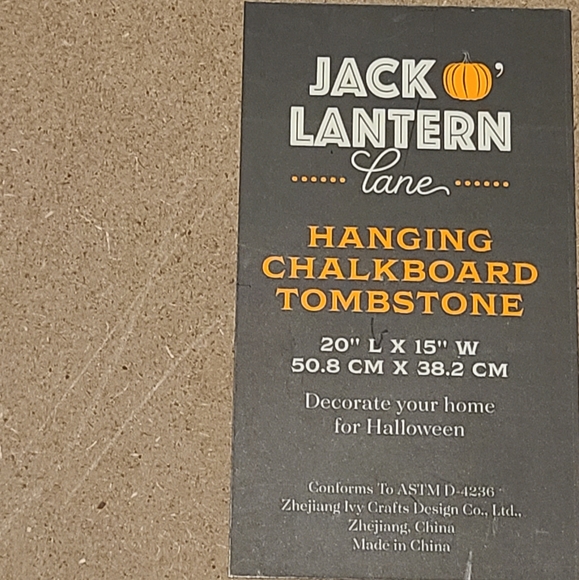 JACK O'
LANTERN
Lane
HANGING
CHALKBOARD
TOMBSTONE
20" L X 15" W
50.8 CM X 38.2 CM
Decorate your home
for Halloween
Conforms To ASTM D-4236
Zhejiang Ivy Crafts Design Co., Ltd.,
Zhejiang, China
Made in China